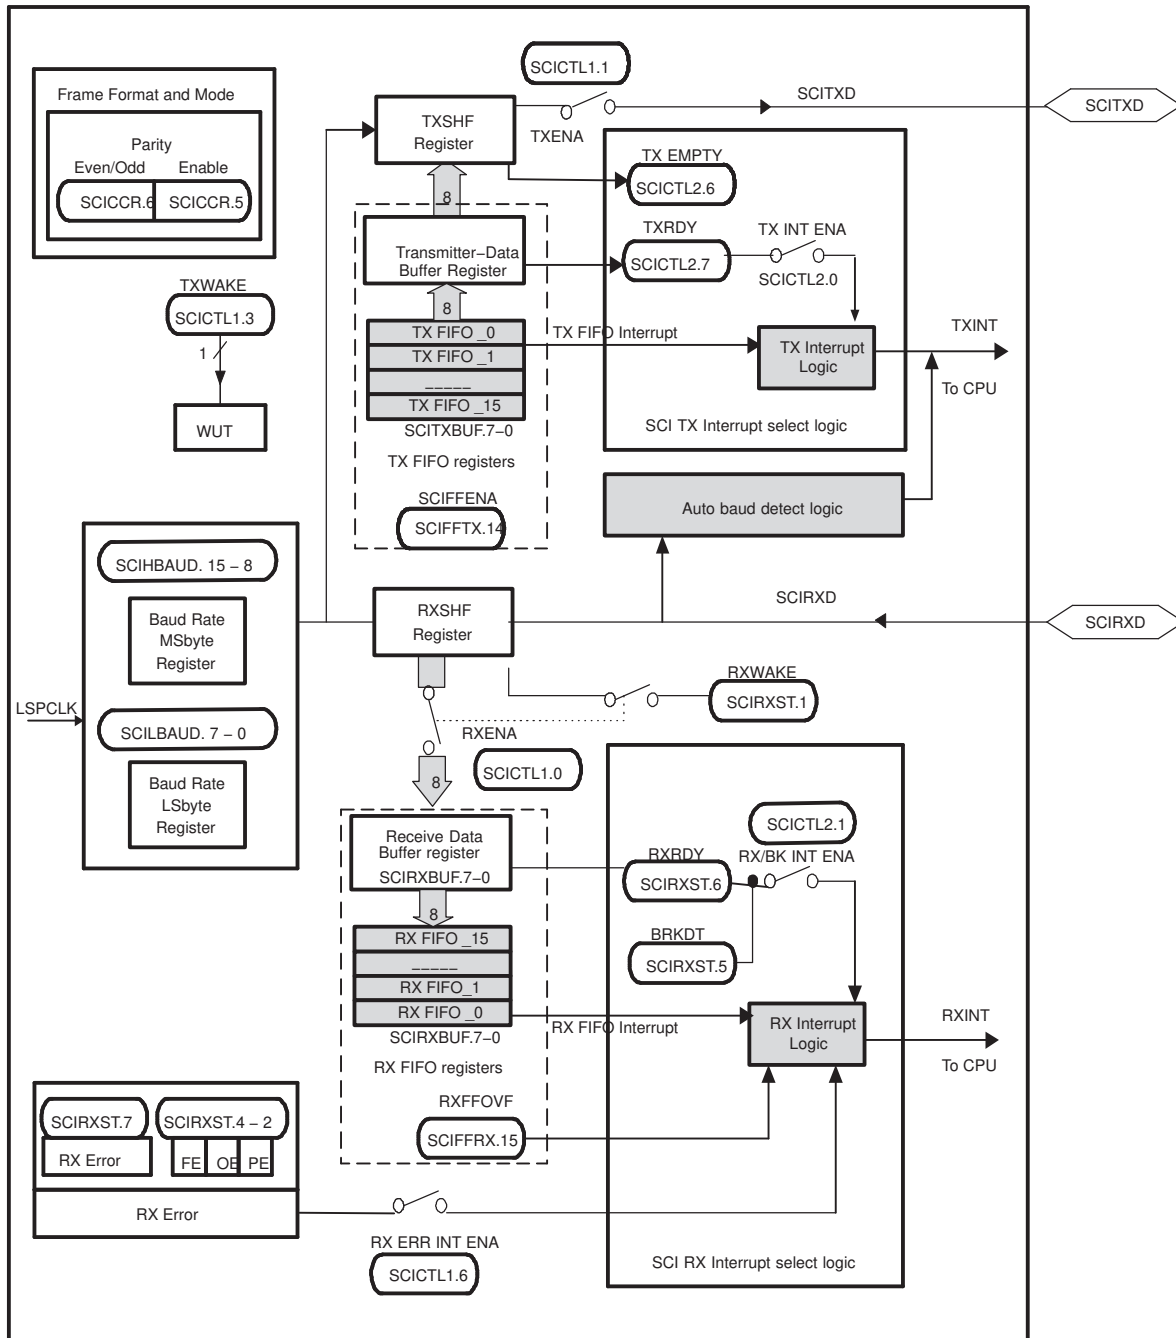 SCICTL1.1
Frame Format and Mode
Parity
Even/Odd
Enable
SCICCR.6
SCICCR.5
TXSHF
Register
TXENA
SCITXD
SCITXD
TX EMPTY
SCICTL2.6
8
TXRDY
SCICTL2.7
TX INT ENA
SCICTL2.0
Transmitter-Data
Buffer Register
8
TXWAKE
SCICTL1.3
1
WUT
TX FIFO _0
TX FIFO _1
_____
TX FIFO _15
SCITXBUF.7-0
TX FIFO registers
SCIFFENA
SCIFFTX.14
TX FIFO Interrupt
TX Interrupt
Logic
TXINT
To CPU
SCI TX Interrupt select logic
Auto baud detect logic
SCIHBAUD. 15 - 8
Baud Rate
MSbyte
Register
LSPCLK
SCILBAUD. 7 - 0
Baud Rate
LSbyte
Register
RXSHF
Register
SCIRXD
SCIRXD
RXWAKE
SCIRXST.1
RXENA
SCICTL1.0
8
Receive Data
Buffer register
SCIRXBUF.7-0
8
RX FIFO _15
_____
RX FIFO_1
RX FIFO _0
SCIRXBUF.7-0
RX FIFO registers
RXFFOVF
SCIFFRX.15
SCICTL2.1
RXRDY
RX/BK INT ENA
SCIRXST.6
BRKDT
SCIRXST.5
RX FIFO Interrupt
RX Interrupt
Logic
RXINT
To CPU
SCIRXST.7
SCIRXST.4 - 2
RX Error
FE
OE
PE
RX Error
RX ERR INT ENA
SCICTL1.6
SCI RX Interrupt select logic